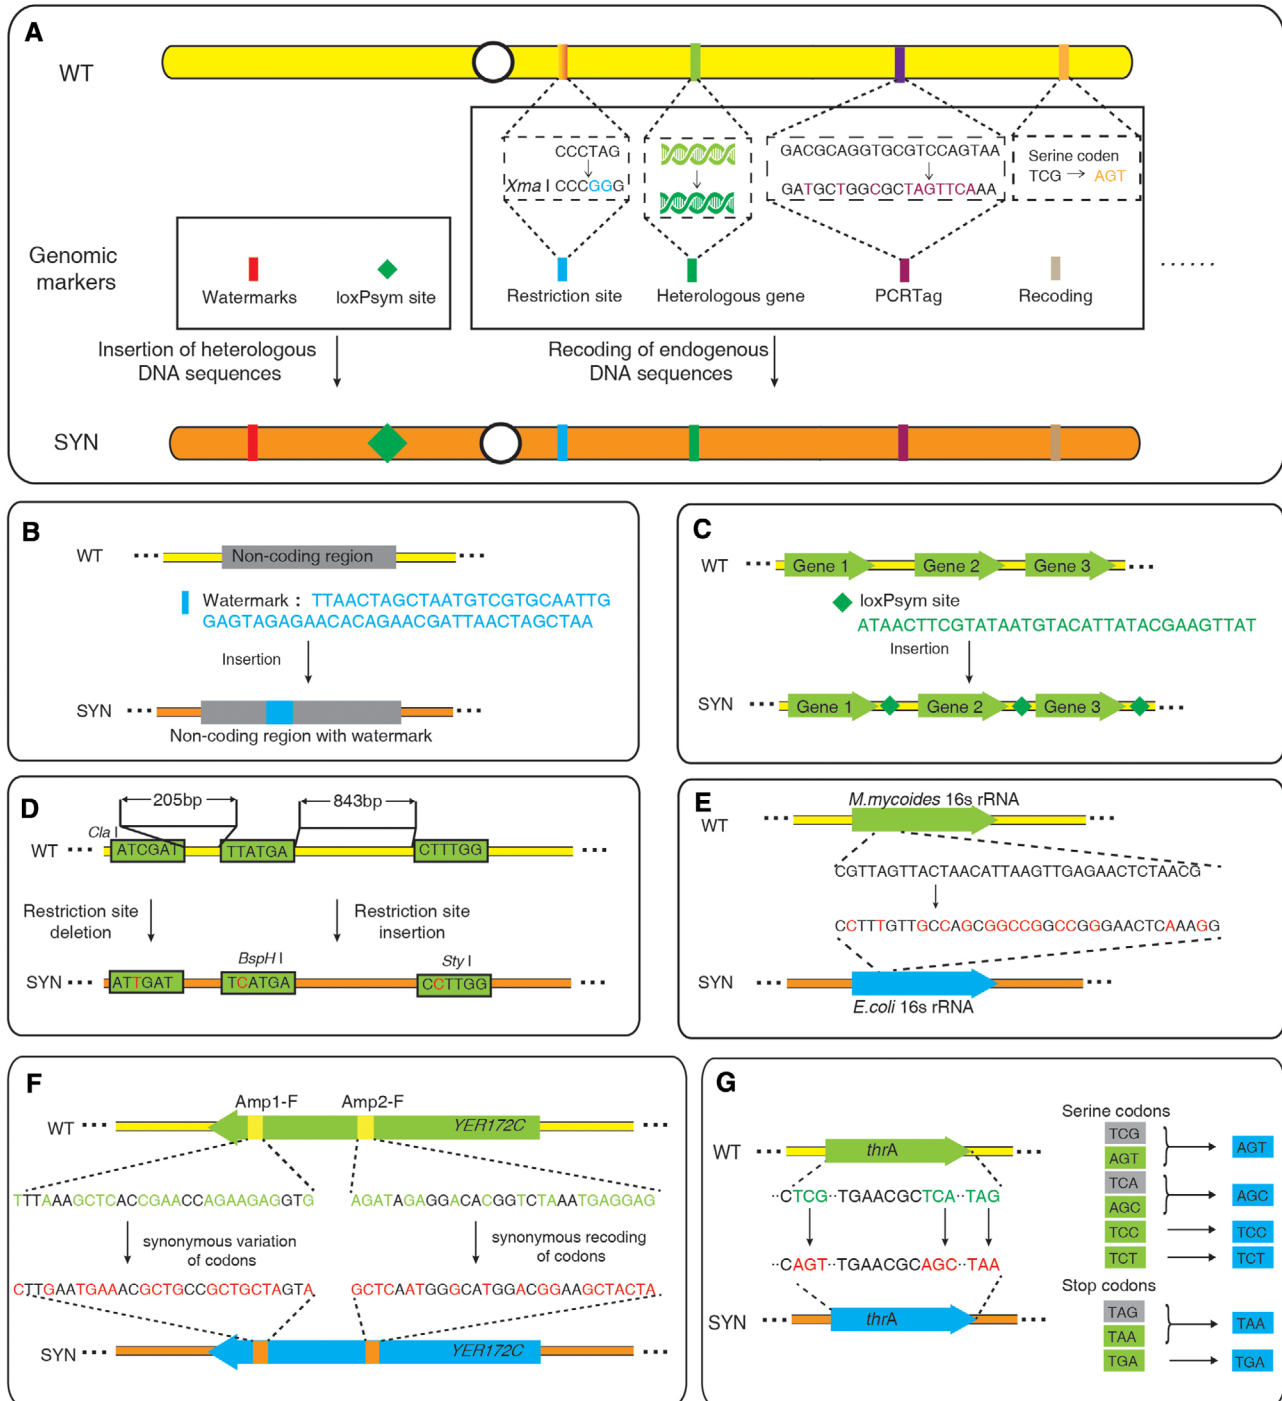 A
WT
CCCTAG
Xma I CCCGGG
GACGCAGGTGCGTCCAGTAA
GATGCTGGCGCTAGTTCAAA
Serine coden
TCG → AGT
Genomic
markers
Watermarks
loxPsym site
Restriction site
Heterologous gene
PCRTag
Recoding
......
Insertion of heterologous
DNA sequences
Recoding of endogenous
DNA sequences
SYN
B
WT
Non-coding region
Watermark : TTAACTAGCTAATGTCGTGCAATTG
GAGTAGAGAACACAGAACGATTAACTAGCTAA
Insertion
SYN
Non-coding region with watermark
C
WT
Gene 1
Gene 2
Gene 3
loxPsym site
ATAACTTCGTATAATGTACATTATACGAAGTTAT
Insertion
SYN
Gene 1
Gene 2
Gene 3
D
205bp
843bp
Cla I
WT
ATCGAT
TTATGA
CTTTGG
Restriction site
deletion
Restriction site
insertion
BspH I
Sty I
SYN
ATTGAT
TCATGA
CCTTGG
E
M.mycoides 16s rRNA
WT
CGTTAGTTACTAACATTAAGTTGAGAACTCTAACG
CCTTTGTTGCCAGCGGCCGGCCGGGAACTCAAAGG
SYN
E.coli 16s rRNA
F
Amp1-F
Amp2-F
WT
YER172C
TTTAAAGCTCACCGAACCAGAAGAGGTG
AGATAGAGGACACGGTCTAAATGAGGAG
synonymous variation
of codons
synonymous recoding
of codons
CTTGAATGAAACGCTGCCGCTGCTAGTA
GCTCAATGGGCATGGACGGAAGCTACTA
SYN
YER172C
G
WT
thrA
··CTCG··TGAACGCTCA··TAG
··CAGT··TGAACGCAGC··TAA
SYN
thrA
Serine codons
TCG
AGT
AGT
TCA
AGC
AGC
TCC
TCC
TCT
TCT
Stop codons
TAG
TAA
TAA
TGA
TGA